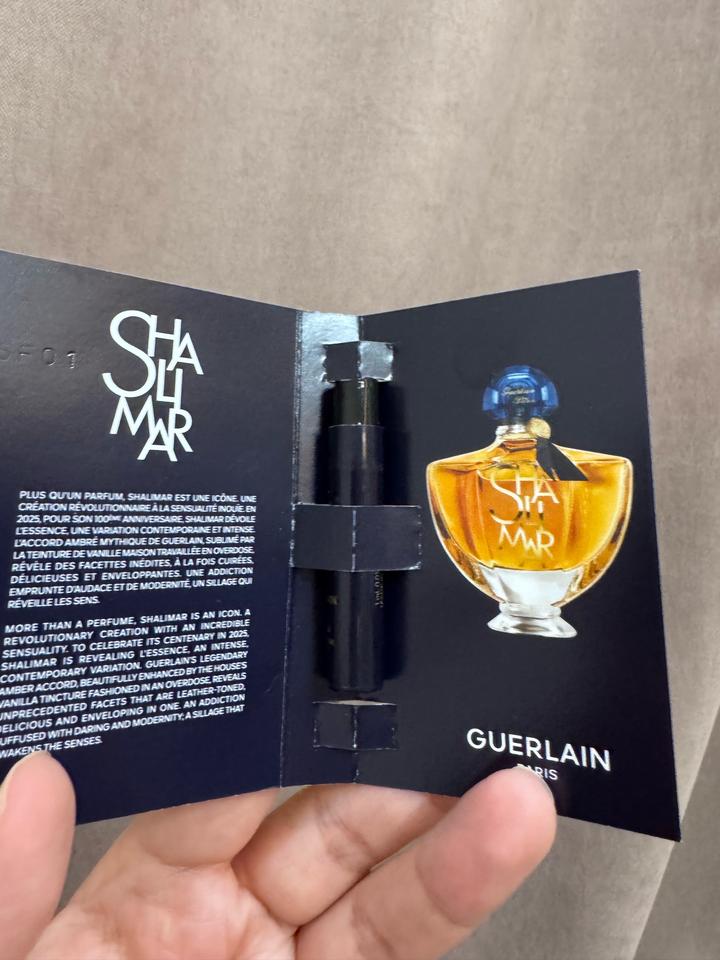 SHALIMAR
PLUS QU'UN PARFUM, SHALIMAR EST UNE ICÔNE. UNE
CRÉATION RÉVOLUTIONNAIRE À LA SENSUALITÉ INOUÏE. EN
2025, POUR SON 100ÈME ANNIVERSAIRE, SHALIMAR DÉVOILE
L'ESSENCE, UNE VARIATION CONTEMPORAINE ET INTENSE.
L'ACCORD AMBRÉ MYTHIQUE DE GUERLAIN, SUBLIMÉ PAR
LA TEINTURE DE VANILLE MAISON TRAVAILLÉE EN OVERDOSE,
RÉVÈLE DES FACETTES INÉDITES, À LA FOIS CUIRÉES,
DÉLICIEUSES ET ENVELOPPANTES. UNE ADDICTION
EMPRUNTE D'AUDACE ET DE MODERNITÉ, UN SILLAGE QUI
RÉVEILLE LES SENS.
MORE THAN A PERFUME, SHALIMAR IS AN ICON. A
REVOLUTIONARY CREATION WITH AN INCREDIBLE
SENSUALITY. TO CELEBRATE ITS CENTENARY IN 2025,
SHALIMAR IS REVEALING L'ESSENCE, AN INTENSE,
CONTEMPORARY VARIATION. GUERLAIN'S LEGENDARY
AMBER ACCORD, BEAUTIFULLY ENHANCED BY THE HOUSE'S
VANILLA TINCTURE FASHIONED IN AN OVERDOSE, REVEALS
UNPRECEDENTED FACETS THAT ARE LEATHER-TONED,
DELICIOUS AND ENVELOPING IN ONE. AN ADDICTION
SUFFUSED WITH DARING AND MODERNITY; A SILLAGE THAT
AWAKENS THE SENSES.
Guerlain
SHALIMAR
GUERLAIN
PARIS